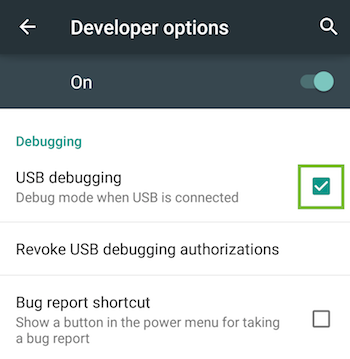 Developer options
On
Debugging
USB debugging
Debug mode when USB is connected
Revoke USB debugging authorizations
Bug report shortcut
Show a button in the power menu for taking
a bug report